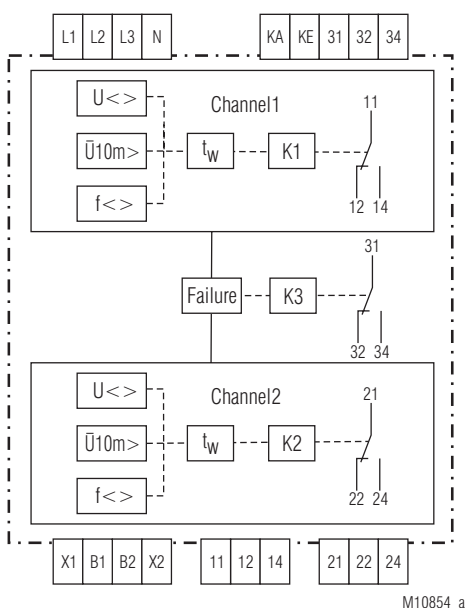 L1 L2 L3 N KA KE 31 32 34
U<> Channel1 11
Ū10m> tw K1
f<> 12 14
31
Failure K3
32 34
U<> Channel2 21
Ū10m> tw K2
f<> 22 24
X1 B1 B2 X2 11 12 14 21 22 24
M10854_a